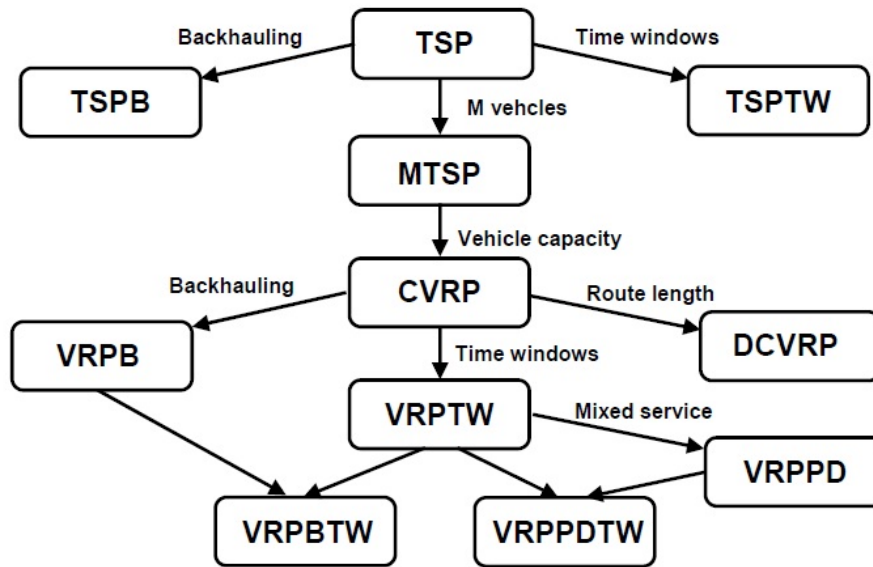 Backhauling
TSP
Time windows
TSPB
TSPTW
M vehcles
MTSP
Vehicle capacity
Backhauling
CVRP
Route length
VRPB
DCVRP
Time windows
VRPTW
Mixed service
VRPPD
VRPBTW
VRPPDTW